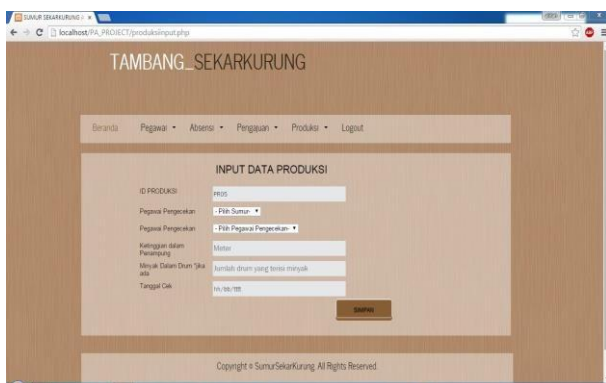 SUMUR SEKARKURUNG
localhost/PA_PROJECT/produksiinput.php
TAMBANG_SEKARKURUNG
Beranda Pegawai Absensi Pengajuan Produksi Logout
INPUT DATA PRODUKSI
ID PRODUKSI
Pegawai Pengecekan - Pilih Sumur-
Pegawai Pengecekan - Pilih Pegawai Pengecekan-
Ketinggian dalam Meter
Penampung
Minyak Dalam Drum *jika Jumlah drum yang terisi minyak
ada
Tanggal Cek hh/bb/tttt
SIMPAN
Copyright © SumurSekarKurung. All Rights Reserved.